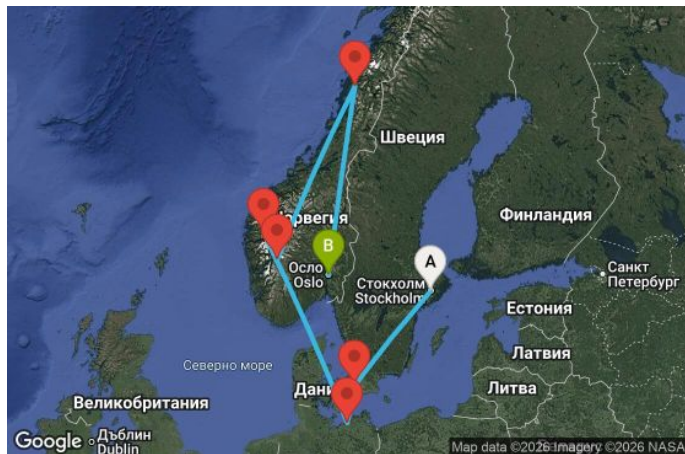 Швеция
Норвегия
Финландия
B
A
Осло
Oslo
Стокхолм
Stockholm
Санкт
Петербург
Естония
Северно море
Латвия
Дани
Литва
Великобритания
Google
Дъблин
Dublin
Map data ©2026 Imagery ©2026 NASA